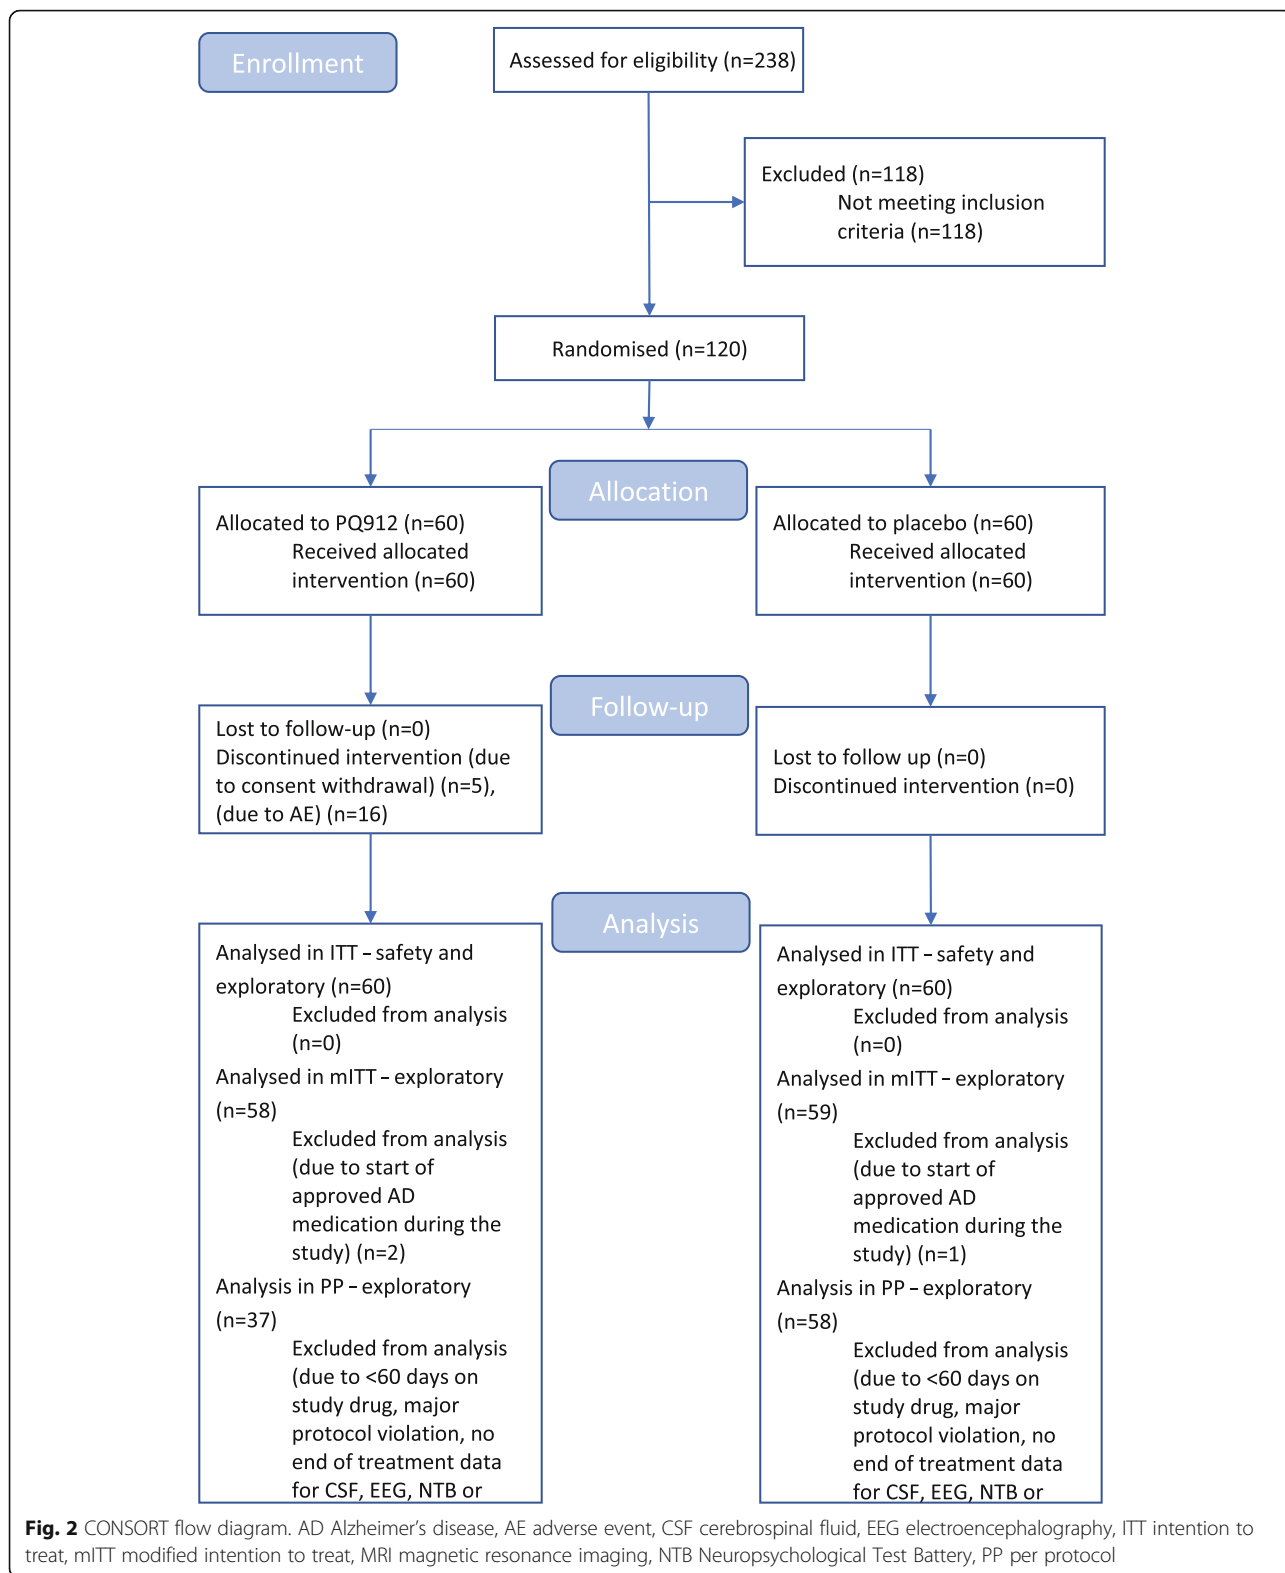 Enrollment
Assessed for eligibility (n=238)
Excluded (n=118)
Not meeting inclusion
criteria (n=118)
Randomised (n=120)
Allocation
Allocated to PQ912 (n=60)
Received allocated
intervention (n=60)
Allocated to placebo (n=60)
Received allocated
intervention (n=60)
Follow-up
Lost to follow-up (n=0)
Discontinued intervention (due
to consent withdrawal) (n=5),
(due to AE) (n=16)
Lost to follow up (n=0)
Discontinued intervention (n=0)
Analysis
Analysed in ITT – safety and
exploratory (n=60)
Excluded from analysis
(n=0)
Analysed in mITT – exploratory
(n=58)
Excluded from analysis
(due to start of
approved AD
medication during the
study) (n=2)
Analysis in PP – exploratory
(n=37)
Excluded from analysis
(due to <60 days on
study drug, major
protocol violation, no
end of treatment data
for CSF, EEG, NTB or
Analysed in ITT – safety and
exploratory (n=60)
Excluded from analysis
(n=0)
Analysed in mITT – exploratory
(n=59)
Excluded from analysis
(due to start of
approved AD
medication during the
study) (n=1)
Analysis in PP – exploratory
(n=58)
Excluded from analysis
(due to <60 days on
study drug, major
protocol violation, no
end of treatment data
for CSF, EEG, NTB or
Fig. 2 CONSORT flow diagram. AD Alzheimer's disease, AE adverse event, CSF cerebrospinal fluid, EEG electroencephalography, ITT intention to
treat, mITT modified intention to treat, MRI magnetic resonance imaging, NTB Neuropsychological Test Battery, PP per protocol